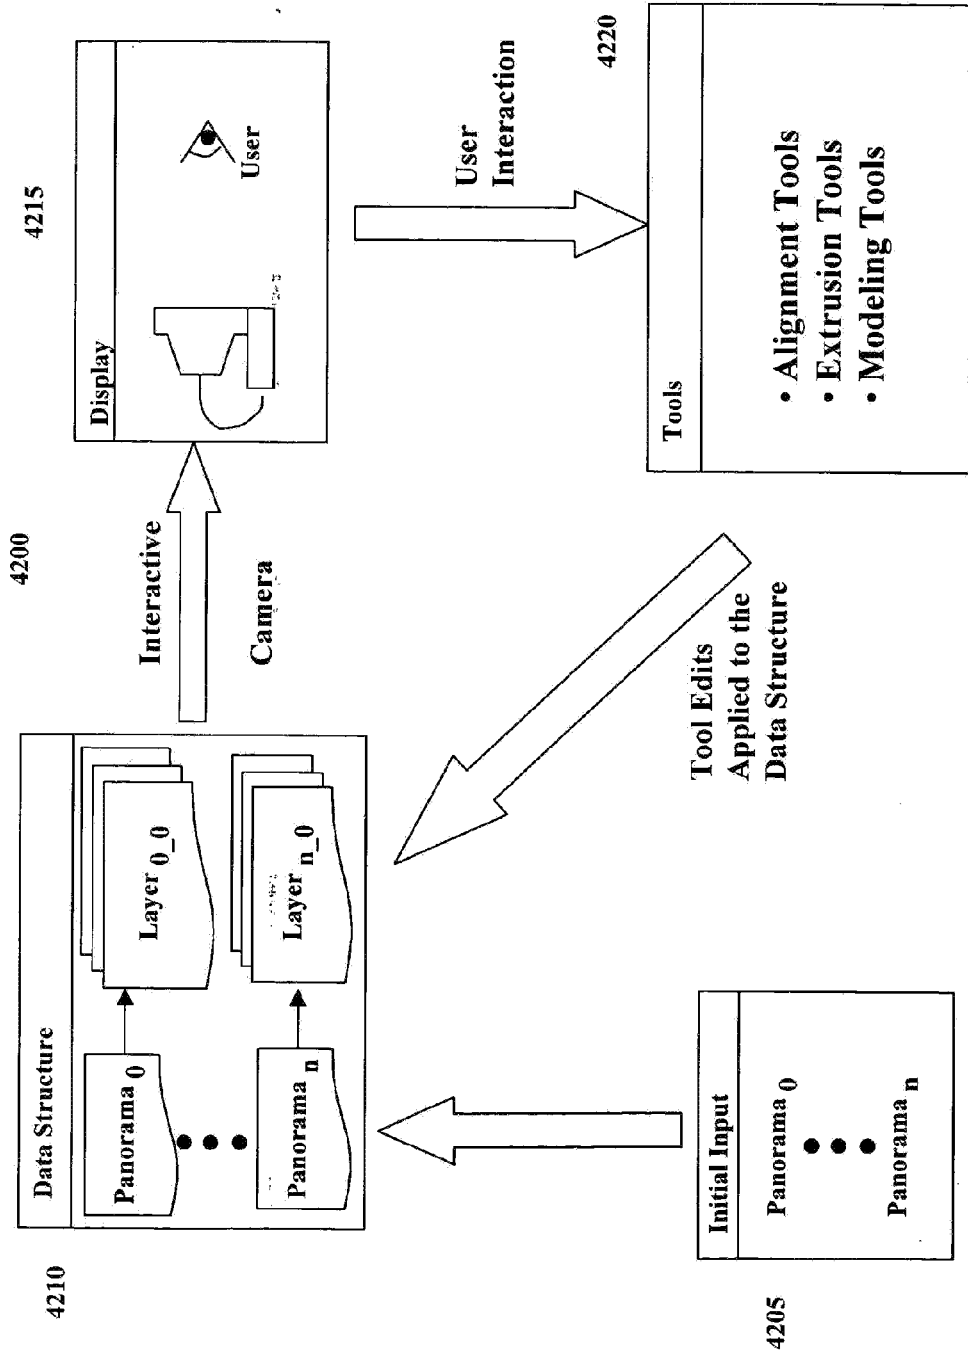 4200
4210
Data Structure
Panorama 0
Layer 0_0
Panorama n
Layer n_0
Interactive
Camera
4215
Display
User
User
Interaction
4220
Tools
• Alignment Tools
• Extrusion Tools
• Modeling Tools
Tool Edits
Applied to the
Data Structure
4205
Initial Input
Panorama 0
Panorama n